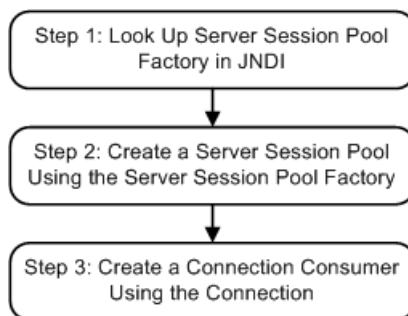 Step 1: Look Up Server Session Pool
Factory in JNDI
Step 2: Create a Server Session Pool
Using the Server Session Pool Factory
Step 3: Create a Connection Consumer
Using the Connection